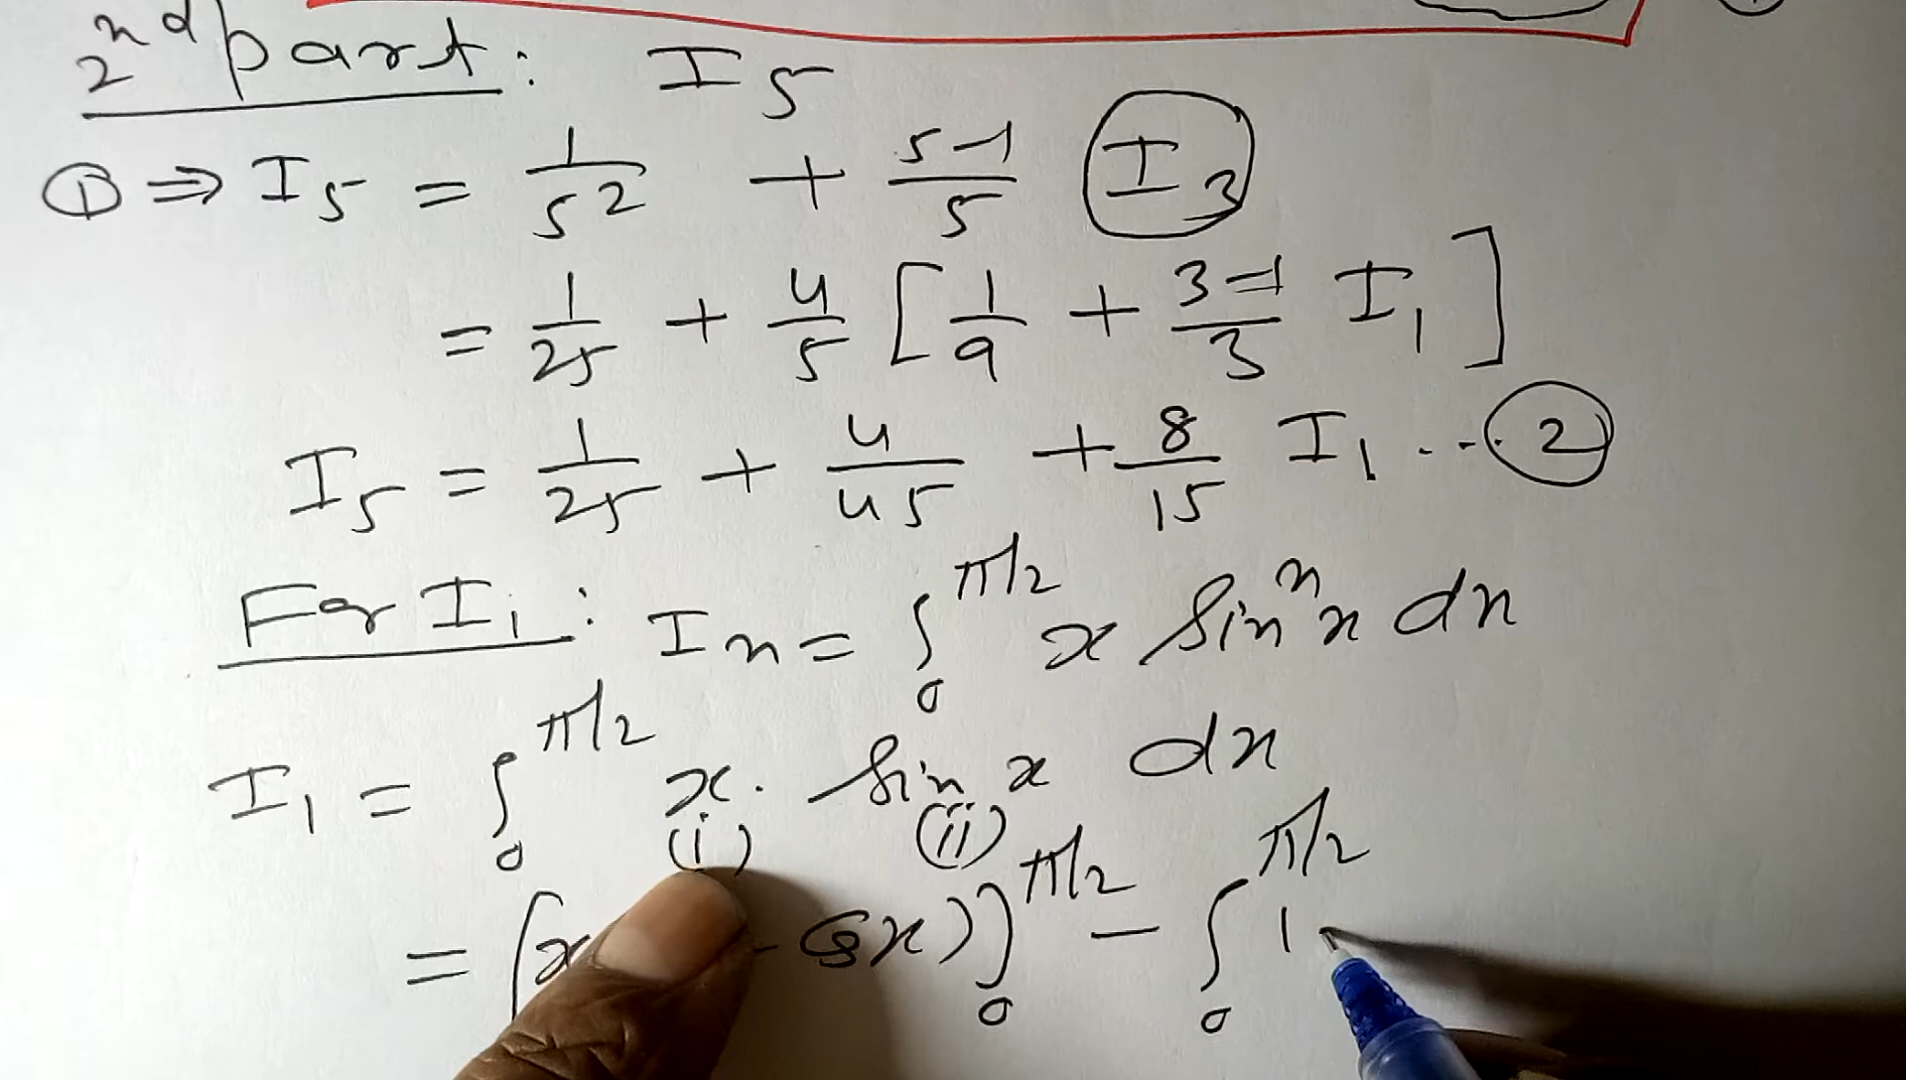 2nd part: I5
① ⇒ I5 = 1/5² + 5-1/5 I3
= 1/25 + 4/5 [1/9 + 3-1/3 I1]
I5 = 1/25 + 4/45 + 8/15 I1 ... ②
For I1: In = ∫₀^π/2 x sinⁿx dx
I1 = ∫₀^π/2 x. sin x dx
(i) (ii)
= [x - cosx)]₀^π/2 - ∫₀^π/2 1